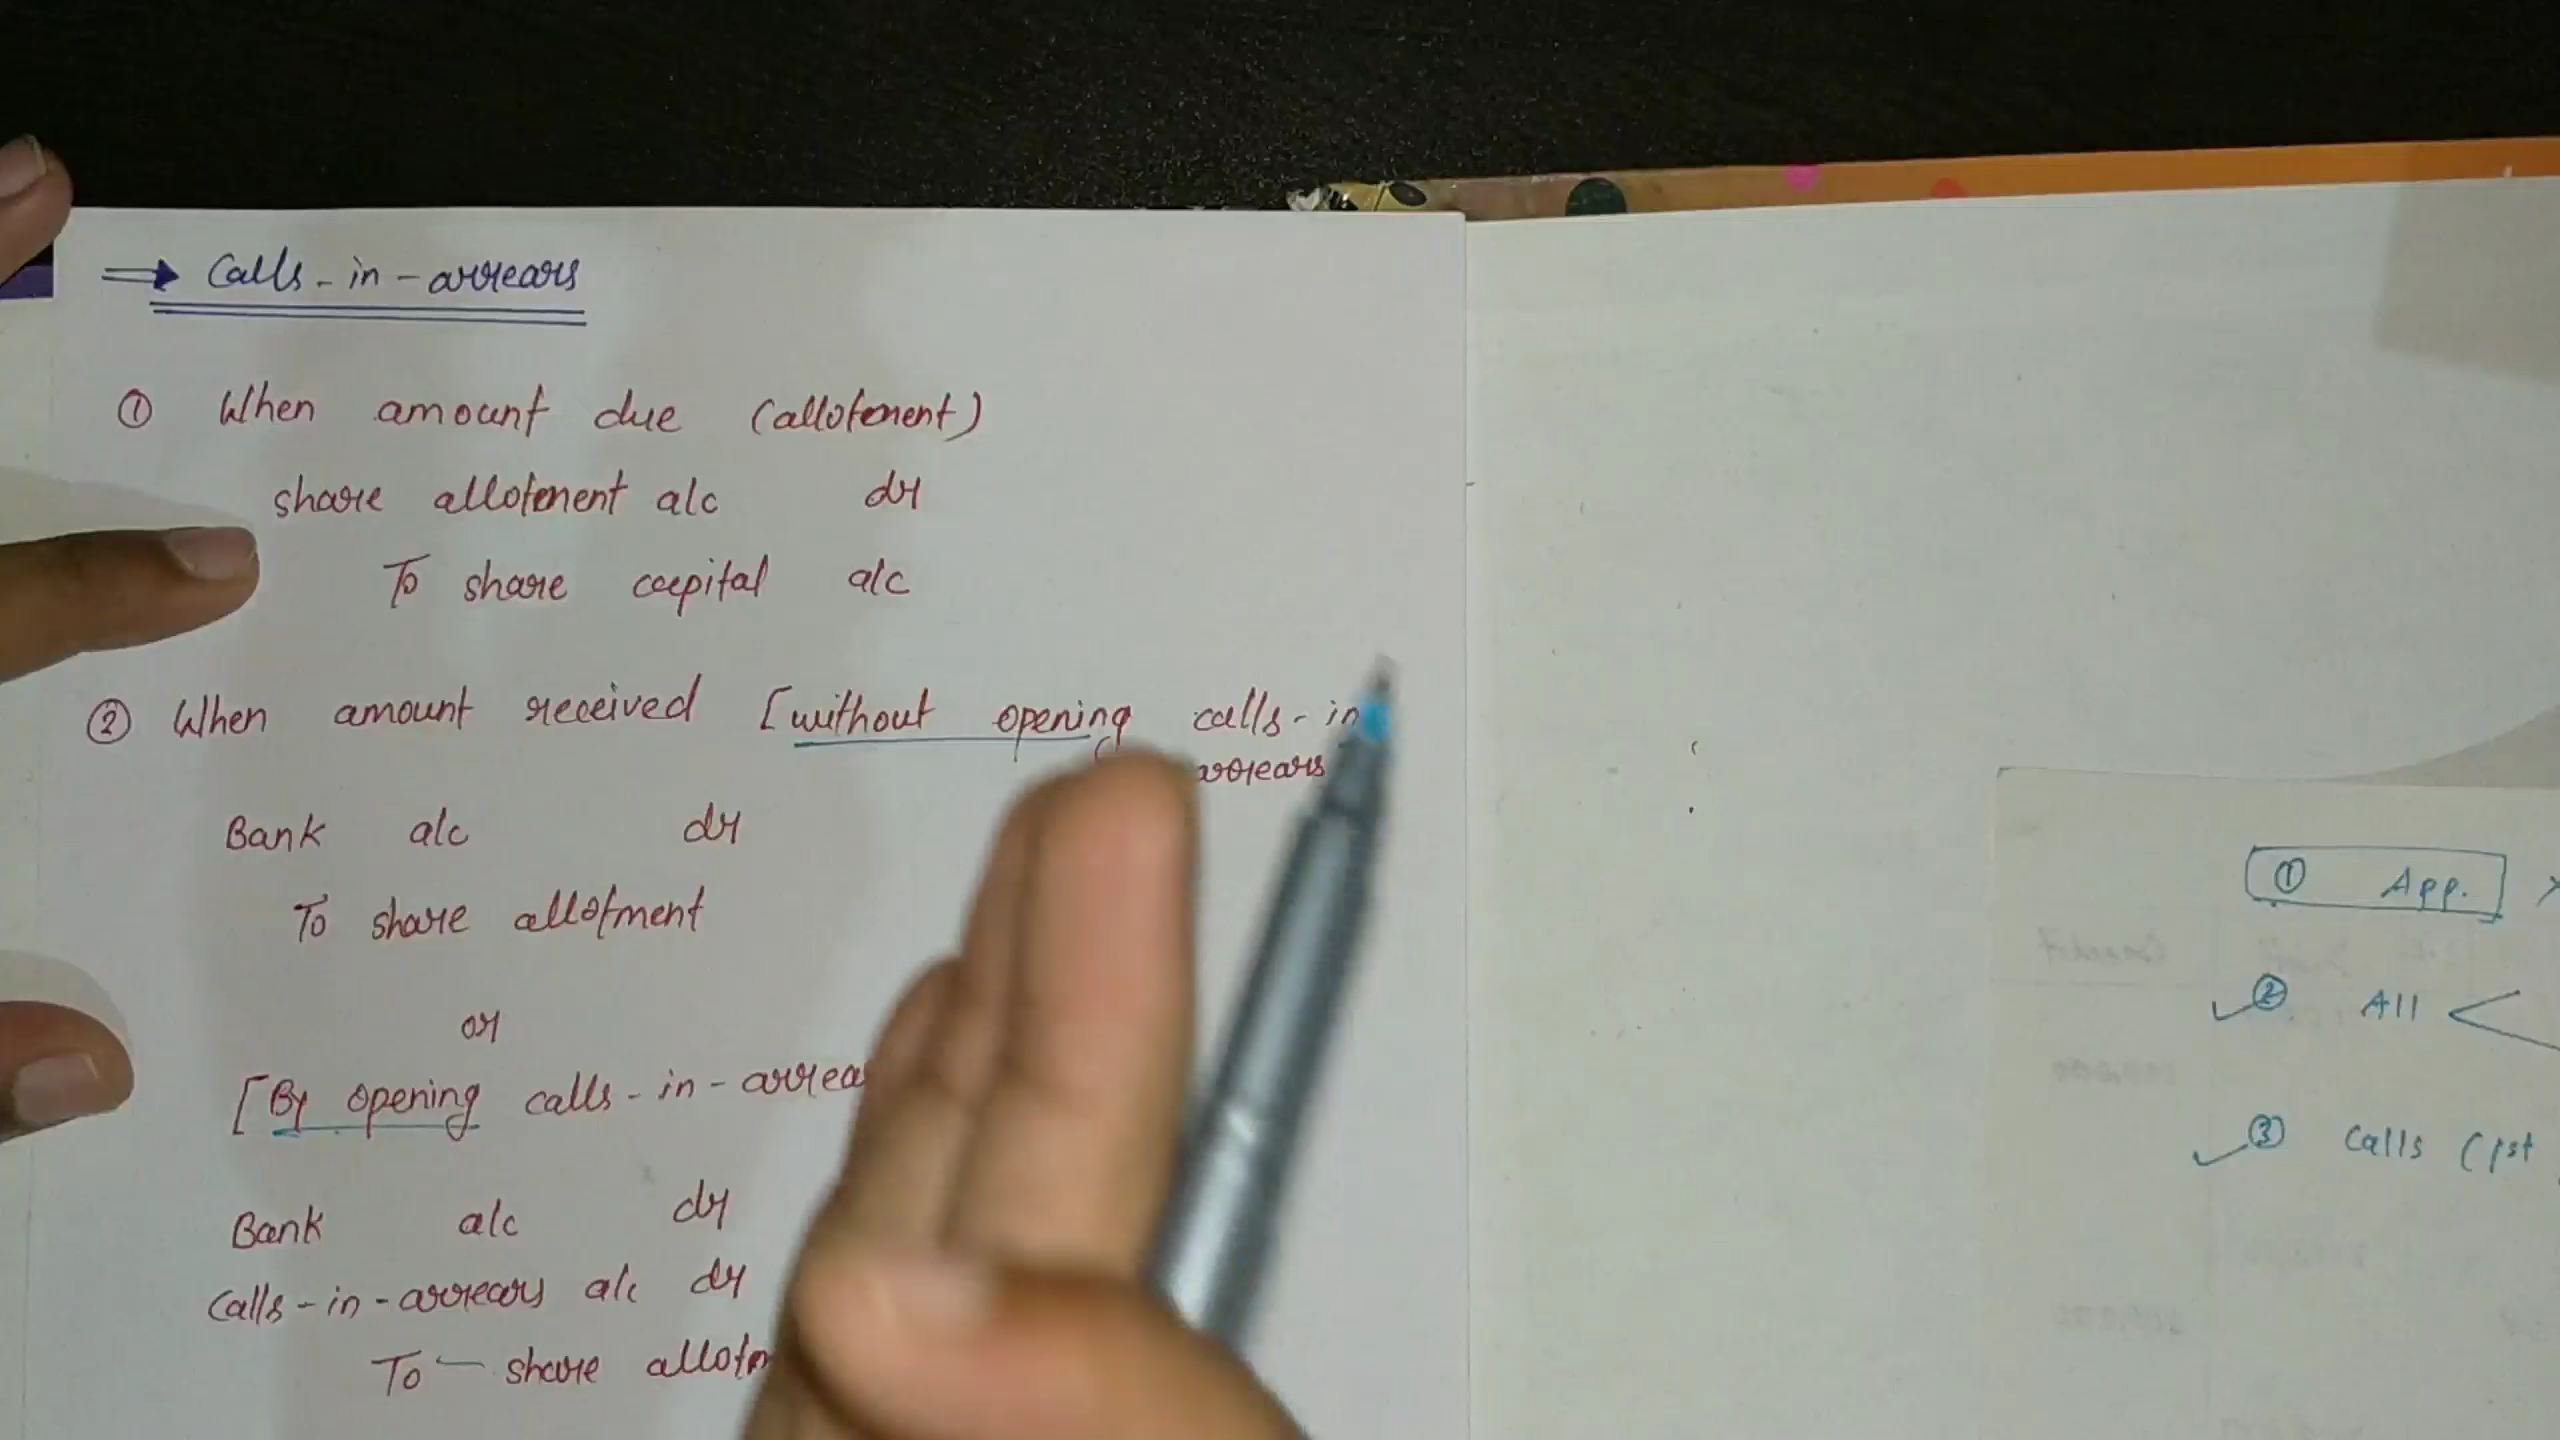 ⇒ Calls-in-arrears
① When amount due (allotment)
share allotment a/c dr
To share capital a/c
② When amount received [without opening calls-in
arrears
Bank a/c dr
To share allotment
or
[By opening calls-in-arrea
Bank a/c dr
Calls-in-arrears a/c dr
To share allotm
① App.
② All
③ Calls (1st